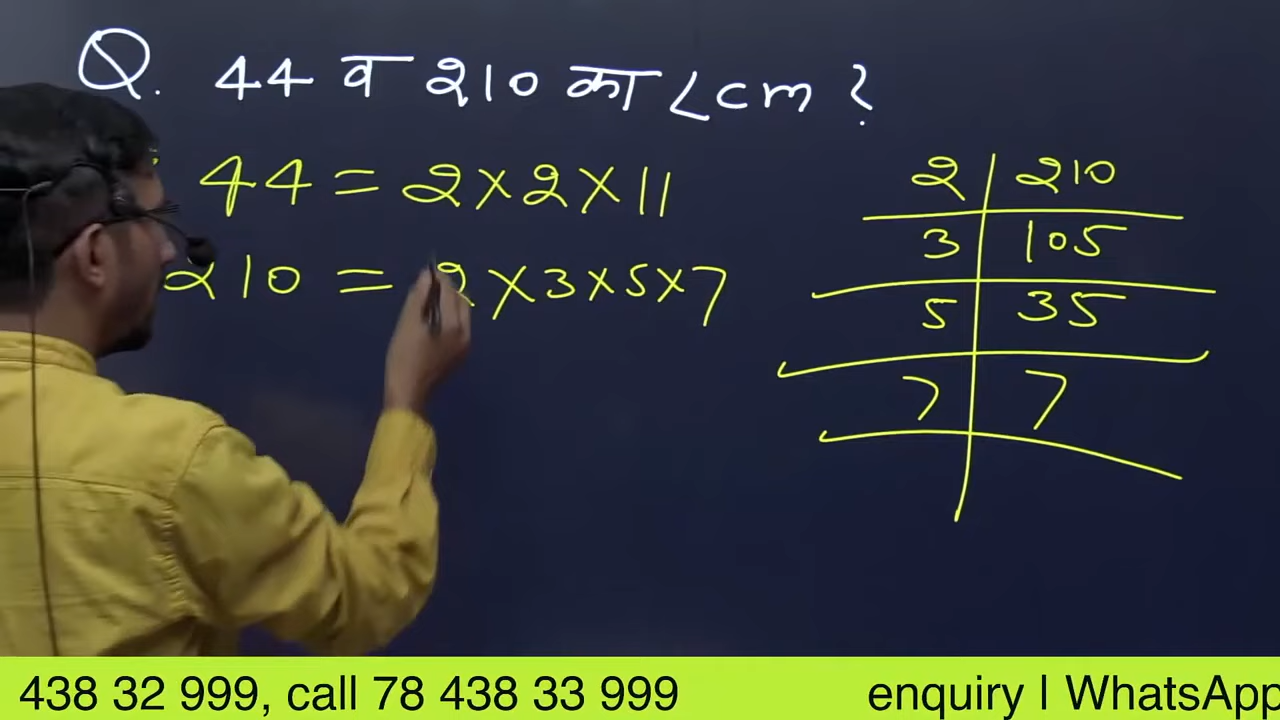 Q. 44 व 210 का Lcm ?
44 = 2×2×11
210 = 2×3×5×7
2 | 210
3 | 105
5 | 35
7 | 7
438 32 999, call 78 438 33 999
enquiry | WhatsApp